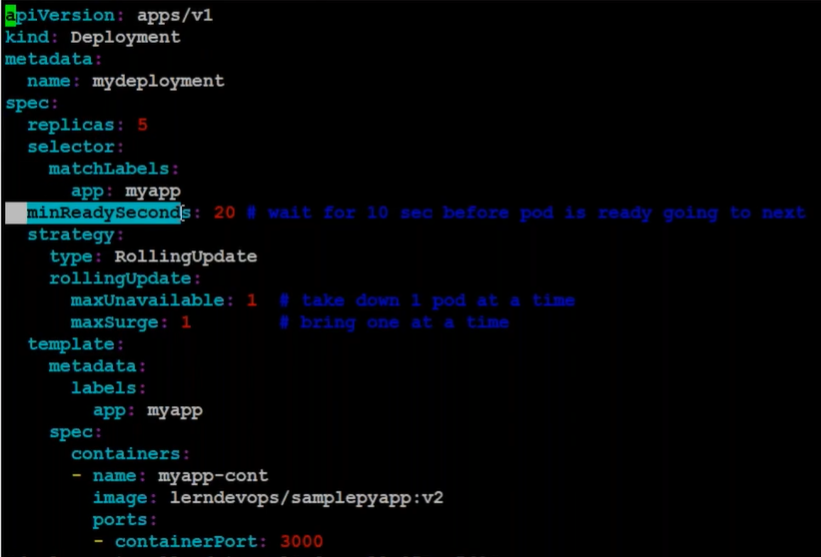 apiVersion: apps/v1
kind: Deployment
metadata:
  name: mydeployment
spec:
  replicas: 5
  selector:
    matchLabels:
      app: myapp
  minReadySeconds: 20 # wait for 10 sec before pod is ready going to next
  strategy:
    type: RollingUpdate
    rollingUpdate:
      maxUnavailable: 1  # take down 1 pod at a time
      maxSurge: 1        # bring one at a time
  template:
    metadata:
      labels:
        app: myapp
    spec:
      containers:
      - name: myapp-cont
        image: lerndevops/samplepyapp:v2
        ports:
        - containerPort: 3000